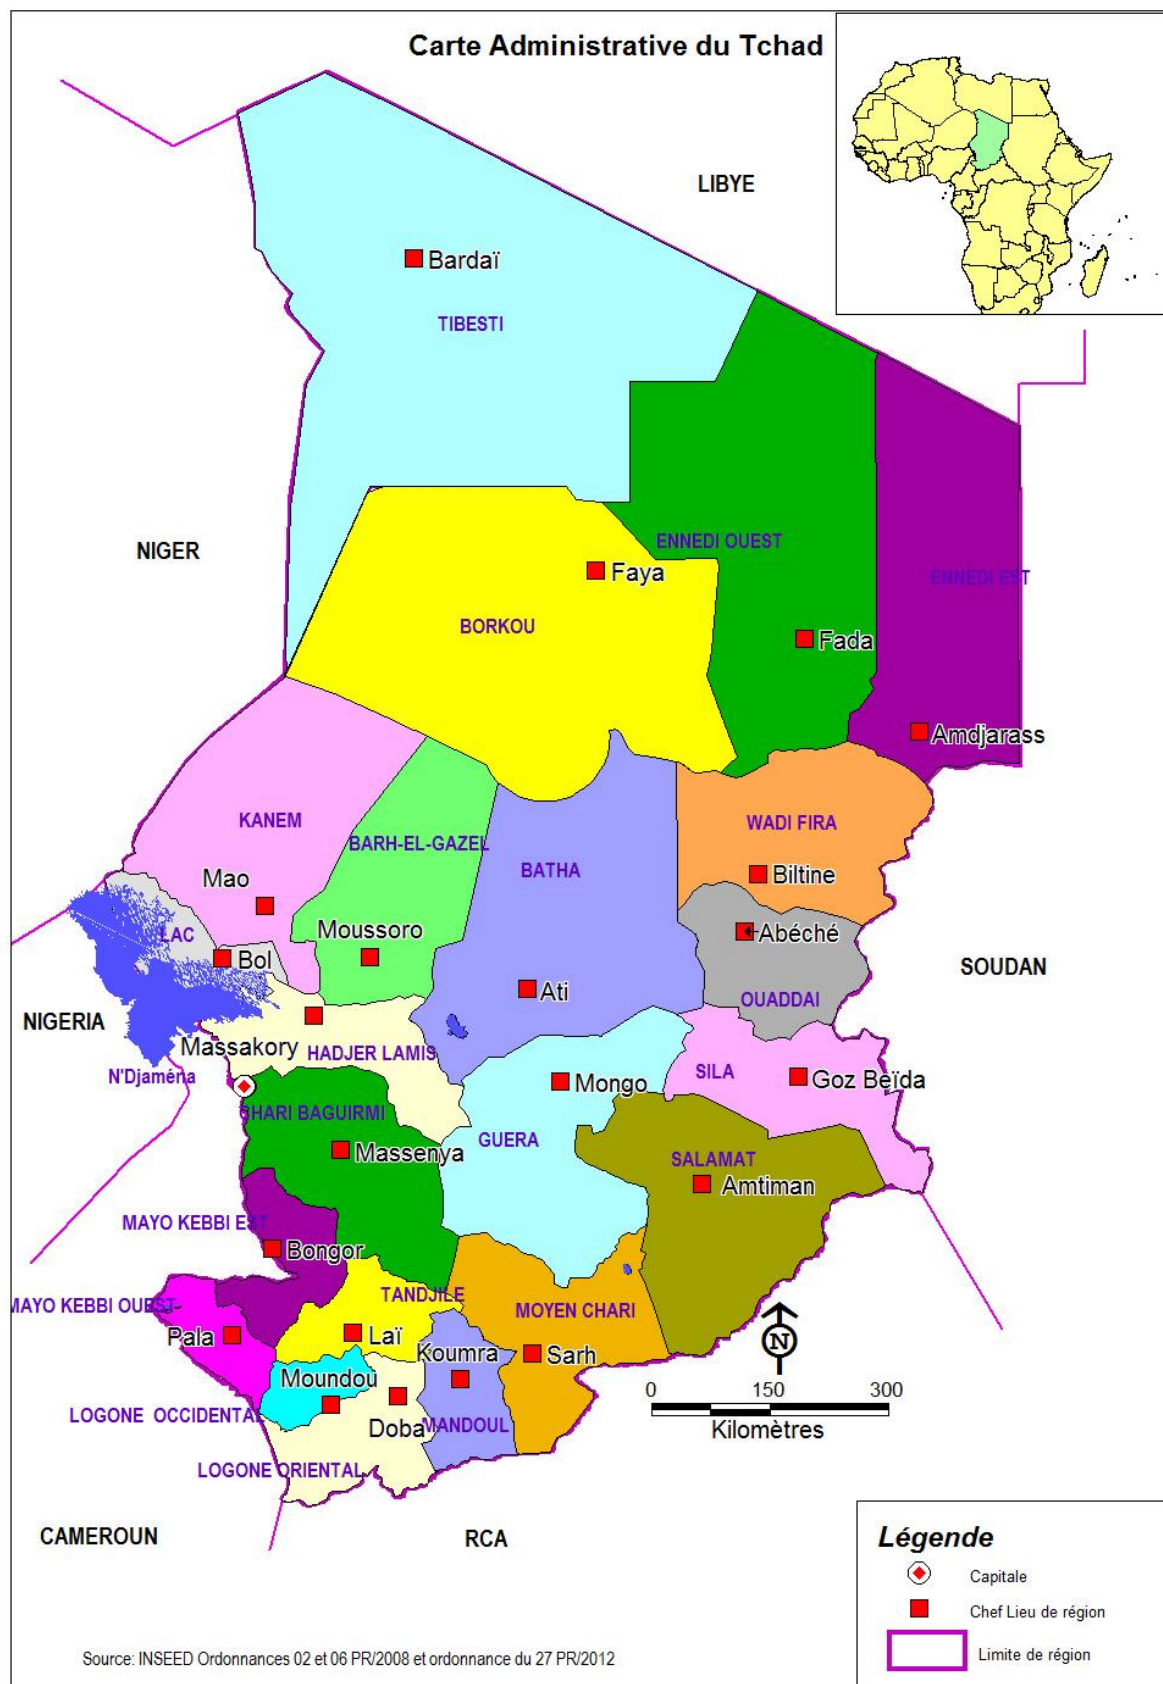 Carte Administrative du Tchad
LIBYE
Bardaï
TIBESTI
NIGER
ENNEDI OUEST
Faya
ENNEDI EST
BORKOU
Fada
Amdjarass
KANEM
WADI FIRA
BARH-EL-GAZEL
BATHA
Biltine
Mao
Moussoro
Abéché
LAC
Bol
SOUDAN
Ati
OUADDAI
NIGERIA
Massakory
HADJER LAMIS
N'Djaména
SILA
Goz Beïda
Mongo
CHARI BAGUIRMI
GUERA
Massenya
SALAMAT
Amtiman
MAYO KEBBI EST
Bongor
TANDJILE
MAYO KEBBI OUEST
MOYEN CHARI
Pala
Laï
Koumra
Sarh
N
Moundou
0 150 300
Kilomètres
LOGONE OCCIDENTAL
Doba
MANDOUL
LOGONE ORIENTAL
CAMEROUN
RCA
Légende
Capitale
Chef Lieu de région
Limite de région
Source: INSEED Ordonnances 02 et 06 PR/2008 et ordonnance du 27 PR/2012